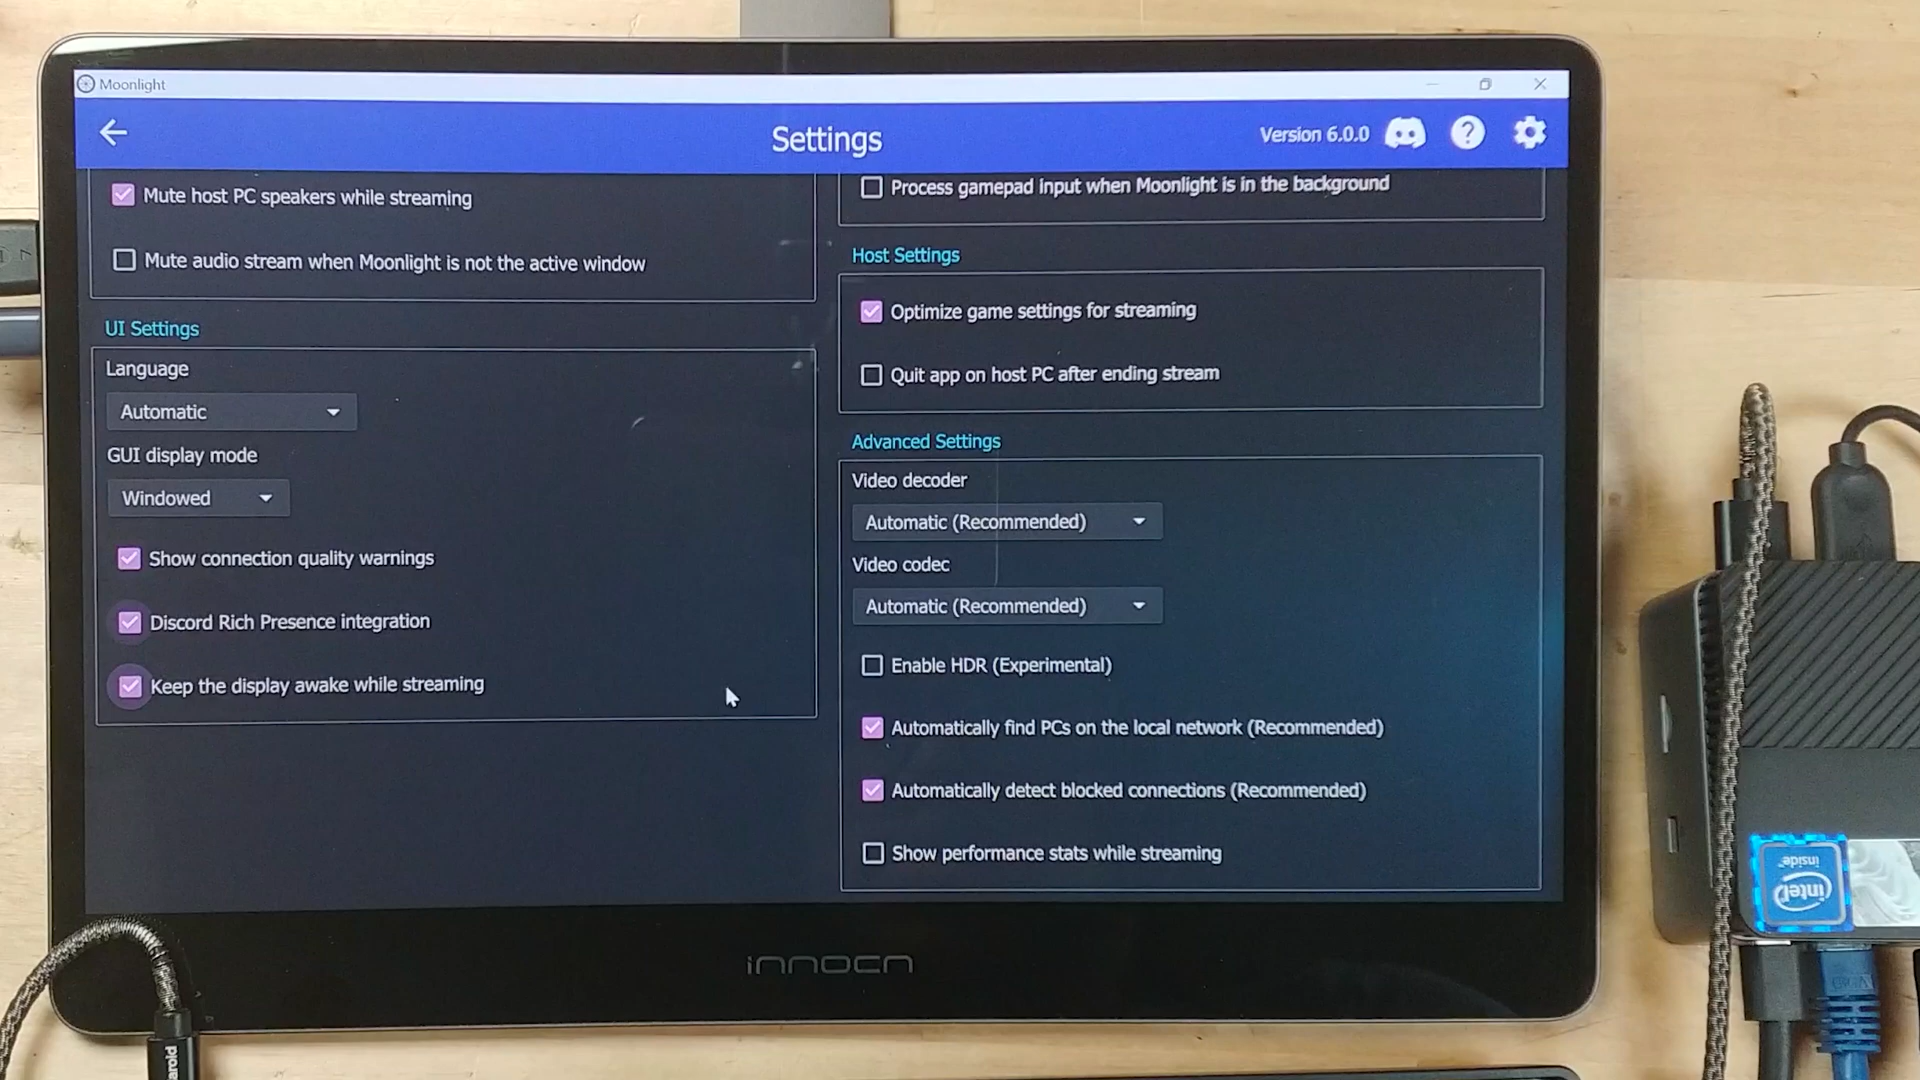 Moonlight
Settings
Version 6.0.0
Mute host PC speakers while streaming
Mute audio stream when Moonlight is not the active window
UI Settings
Language
Automatic
GUI display mode
Windowed
Show connection quality warnings
Discord Rich Presence integration
Keep the display awake while streaming
Process gamepad input when Moonlight is in the background
Host Settings
Optimize game settings for streaming
Quit app on host PC after ending stream
Advanced Settings
Video decoder
Automatic (Recommended)
Video codec
Automatic (Recommended)
Enable HDR (Experimental)
Automatically find PCs on the local network (Recommended)
Automatically detect blocked connections (Recommended)
Show performance stats while streaming
innocn
intel
inside™